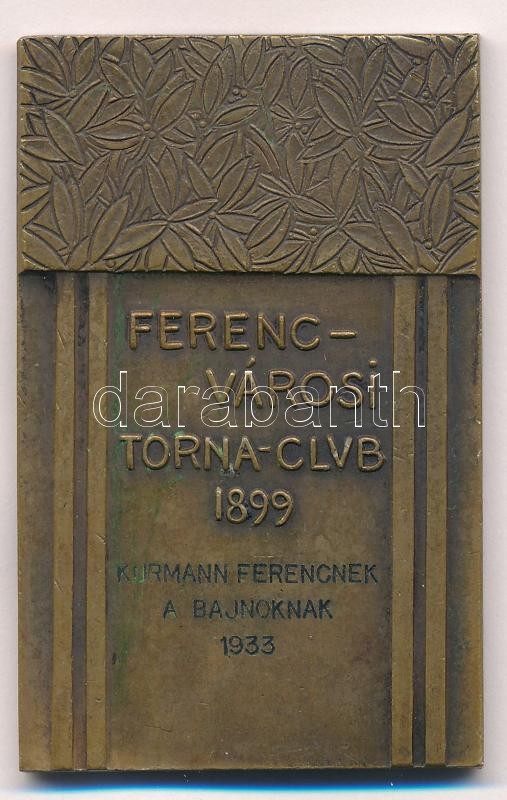 FERENC-
VÁROSi
darabanth
TORNA-CLVB
1899
KURMANN FERENCNEK
A BAJNOKNAK
1933